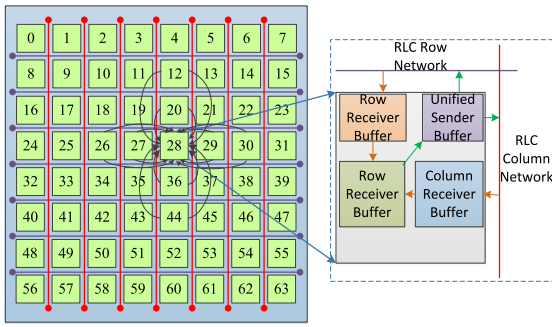 0 1 2 3 4 5 6 7
8 9 10 11 12 13 14 15
16 17 18 19 20 21 22 23
24 25 26 27 28 29 30 31
32 33 34 35 36 37 38 39
40 41 42 43 44 45 46 47
48 49 50 51 52 53 54 55
56 57 58 59 60 61 62 63
RLC Row
Network
Row
Receiver
Buffer
Unified
Sender
Buffer
RLC
Column
Network
Row
Receiver
Buffer
Column
Receiver
Buffer